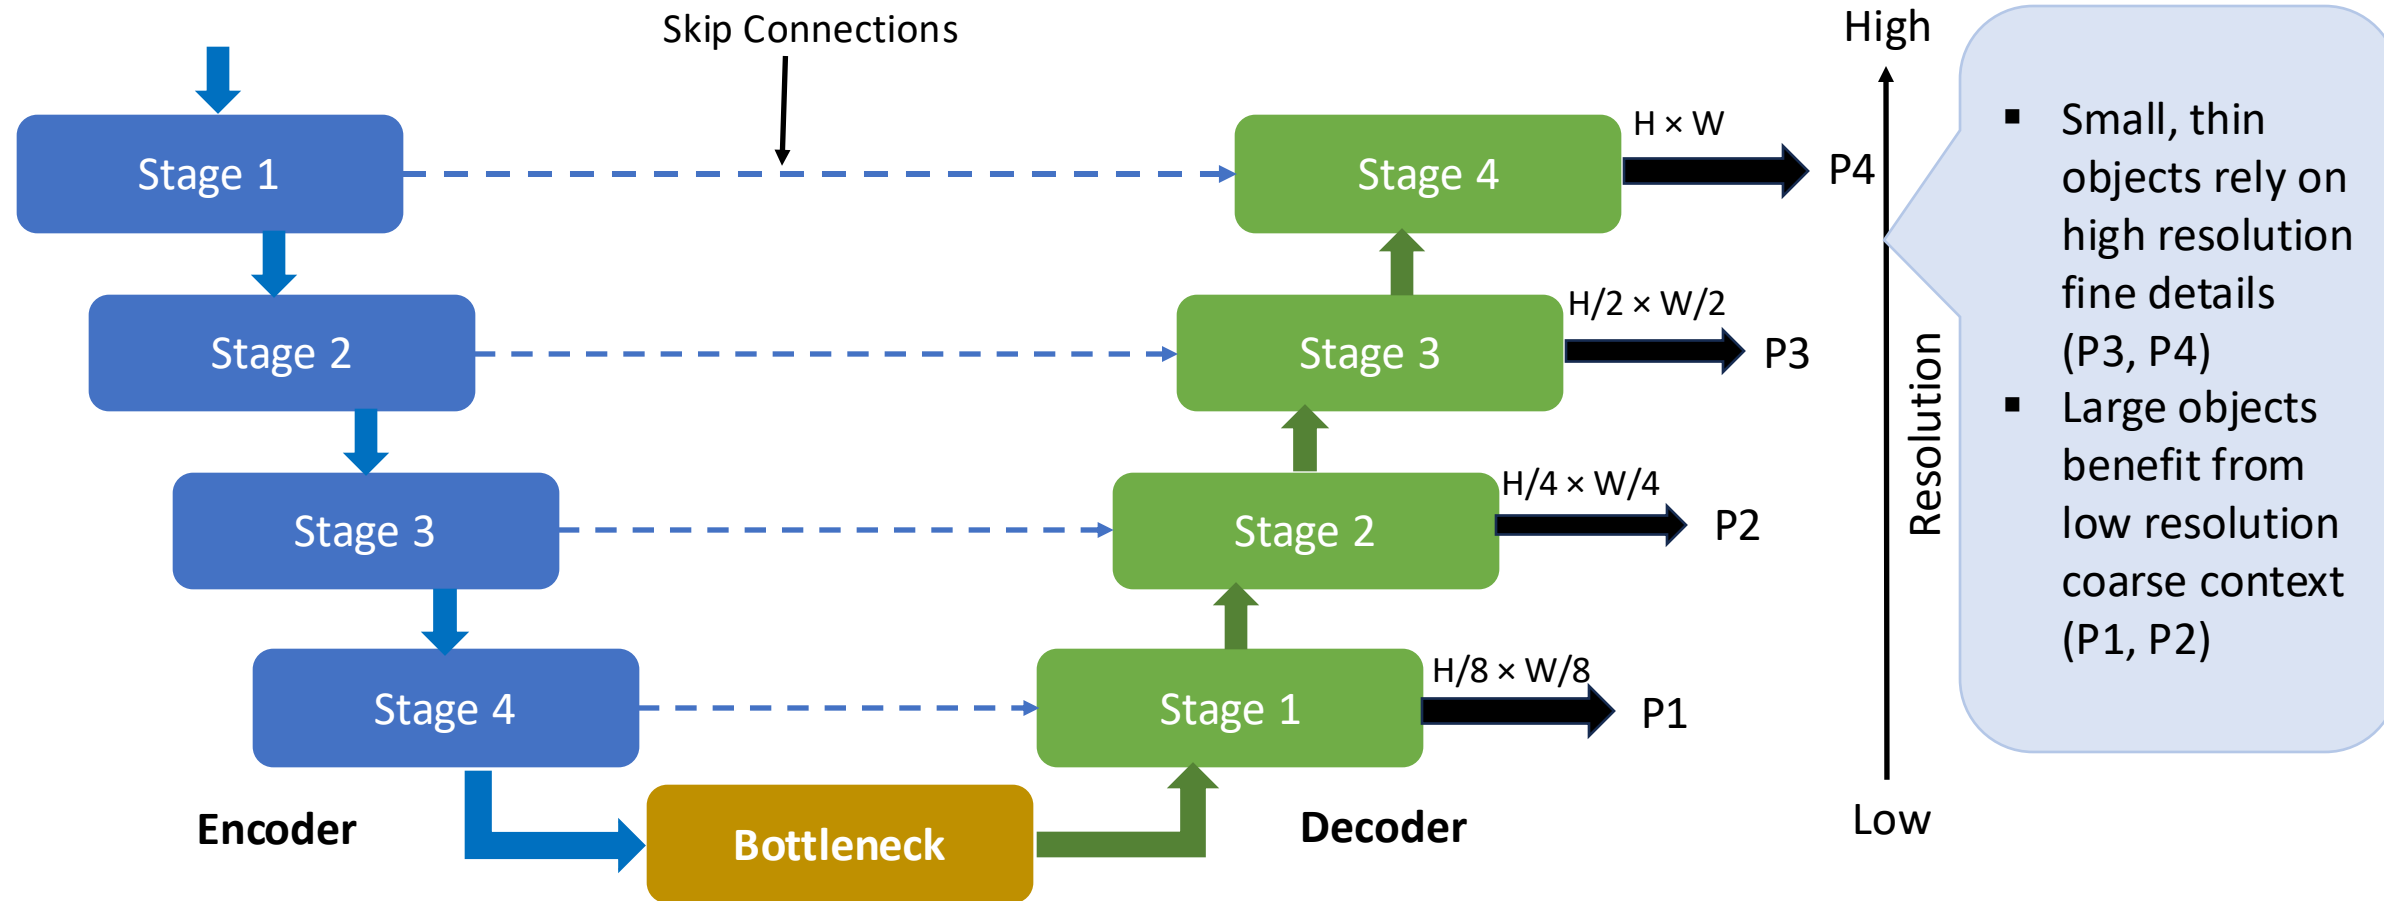 Skip Connections
High
Stage 1
Stage 4
H × W
P4
Stage 2
Stage 3
H/2 × W/2
P3
Stage 3
Stage 2
H/4 × W/4
P2
Stage 4
Stage 1
H/8 × W/8
P1
Encoder
Bottleneck
Decoder
Resolution
Low
▪ Small, thin
objects rely on
high resolution
fine details
(P3, P4)
▪ Large objects
benefit from
low resolution
coarse context
(P1, P2)